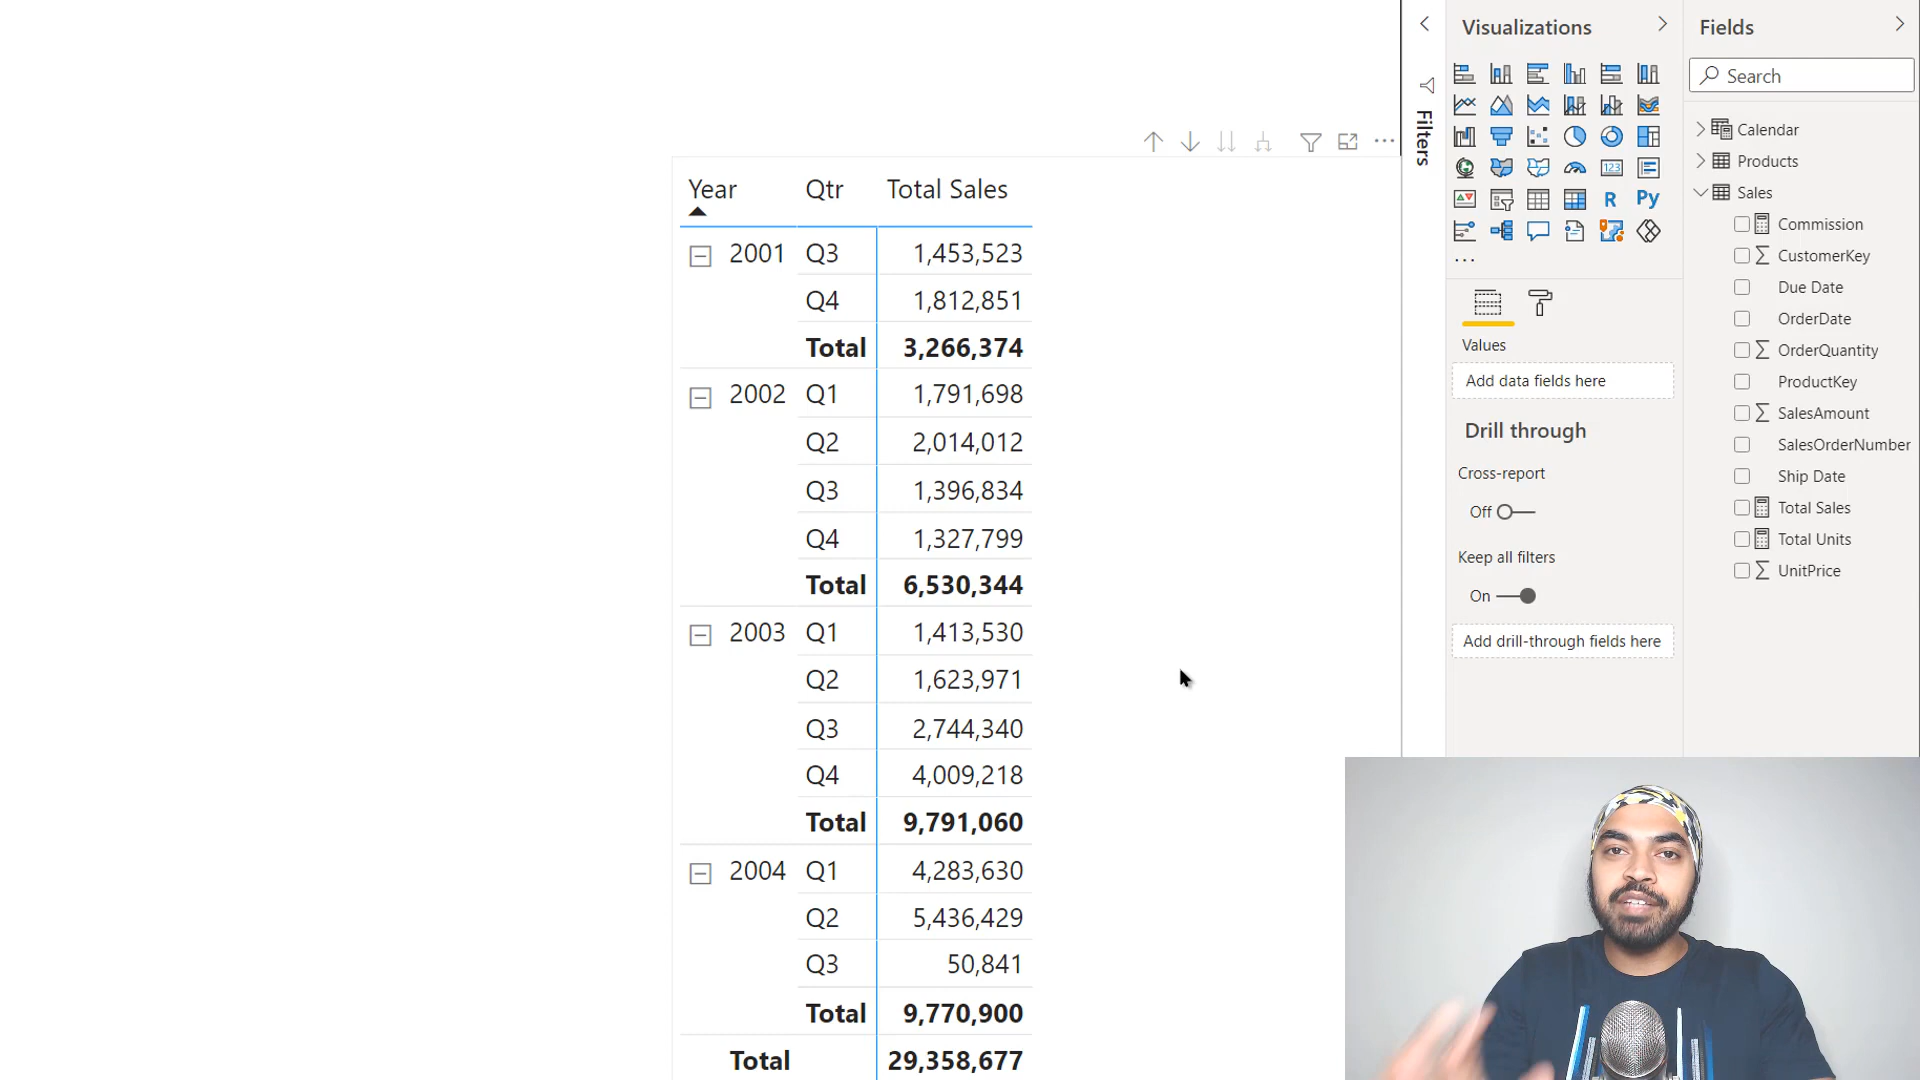 Year Qtr Total Sales
2001 Q3 1,453,523
Q4 1,812,851
Total 3,266,374
2002 Q1 1,791,698
Q2 2,014,012
Q3 1,396,834
Q4 1,327,799
Total 6,530,344
2003 Q1 1,413,530
Q2 1,623,971
Q3 2,744,340
Q4 4,009,218
Total 9,791,060
2004 Q1 4,283,630
Q2 5,436,429
Q3 50,841
Total 9,770,900
Total 29,358,677
Filters
Visualizations
123
R Py
Values
Add data fields here
Drill through
Cross-report
Off
Keep all filters
On
Add drill-through fields here
Fields
Search
Calendar
Products
Sales
Commission
CustomerKey
Due Date
OrderDate
OrderQuantity
ProductKey
SalesAmount
SalesOrderNumber
Ship Date
Total Sales
Total Units
UnitPrice